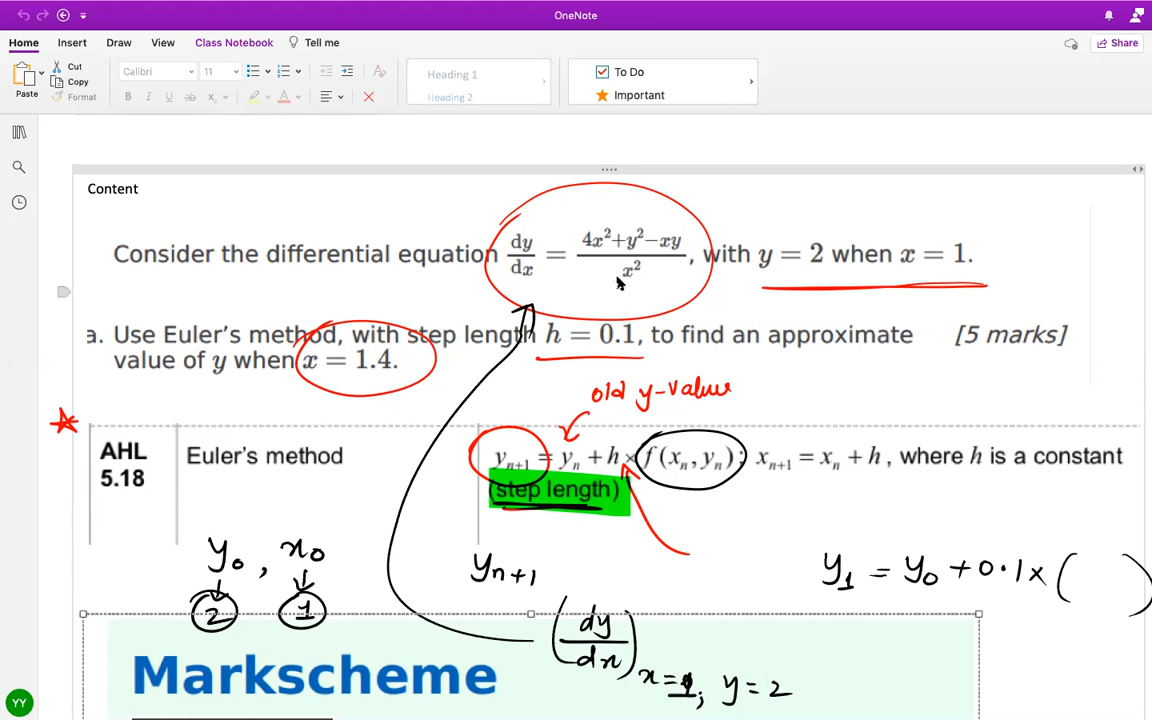 OneNote
Home Insert Draw View Class Notebook Tell me
Share
Paste
Cut
Copy
Format
Calibri 11
B I U ab x
A
Heading 1
Heading 2
To Do
Important
Content
Consider the differential equation dy/dx = (4x²+y²−xy)/x², with y = 2 when x = 1.
a. Use Euler's method, with step length h = 0.1, to find an approximate [5 marks]
value of y when x = 1.4.
old y-value
AHL
5.18
Euler's method
yₙ₊₁ = yₙ + h × f(xₙ, yₙ); xₙ₊₁ = xₙ + h, where h is a constant
(step length)
y₀, x₀
2 1
yₙ₊₁
y₁ = y₀ + 0.1 × ( )
(dy/dx) x=1, y=2
Markscheme
YY